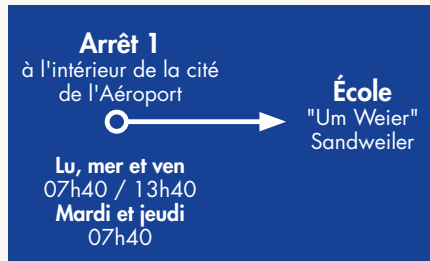 Arrêt 1
à l'intérieur de la cité
de l'Aéroport
École
"Um Weier"
Sandweiler
Lu, mer et ven
07h40 / 13h40
Mardi et jeudi
07h40